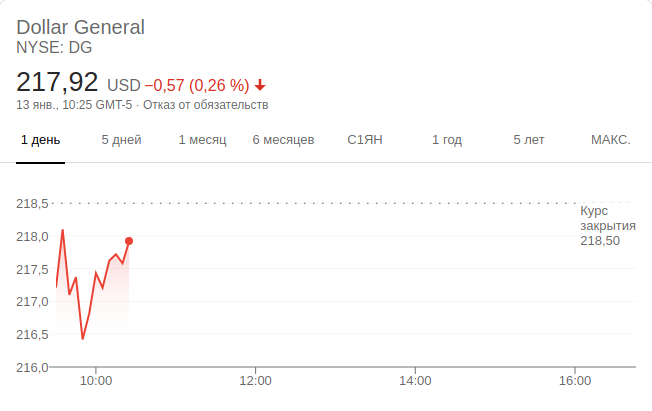 Dollar General
NYSE: DG
217,92 USD −0,57 (0,26 %)
13 янв., 10:25 GMT-5 · Отказ от обязательств
1 день 5 дней 1 месяц 6 месяцев С1ЯН 1 год 5 лет МАКС.
218,5
Курс
закрытия
218,50
218,0
217,5
217,0
216,5
216,0
10:00 12:00 14:00 16:00